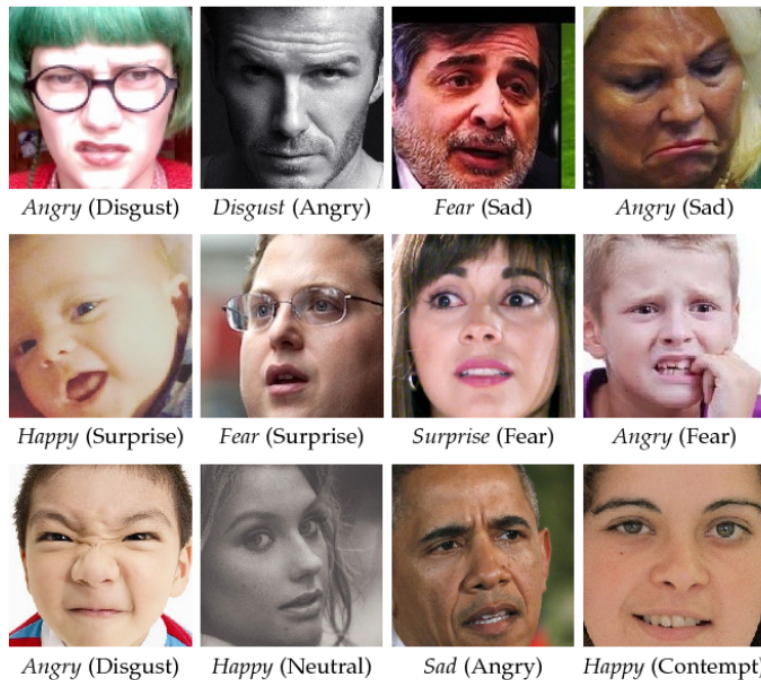 Angry (Disgust) Disgust (Angry) Fear (Sad) Angry (Sad)
Happy (Surprise) Fear (Surprise) Surprise (Fear) Angry (Fear)
Angry (Disgust) Happy (Neutral) Sad (Angry) Happy (Contempt)